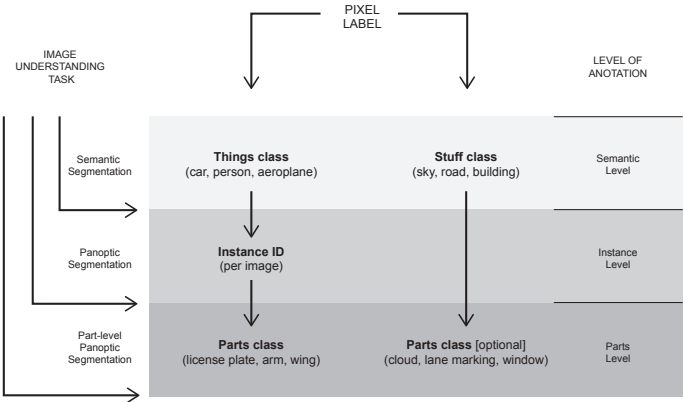 PIXEL
LABEL
IMAGE
UNDERSTANDING
TASK
LEVEL OF
ANOTATION
Semantic
Segmentation
Things class
(car, person, aeroplane)
Stuff class
(sky, road, building)
Semantic
Level
Panoptic
Segmentation
Instance ID
(per image)
Instance
Level
Part-level
Panoptic
Segmentation
Parts class
(license plate, arm, wing)
Parts class [optional]
(cloud, lane marking, window)
Parts
Level